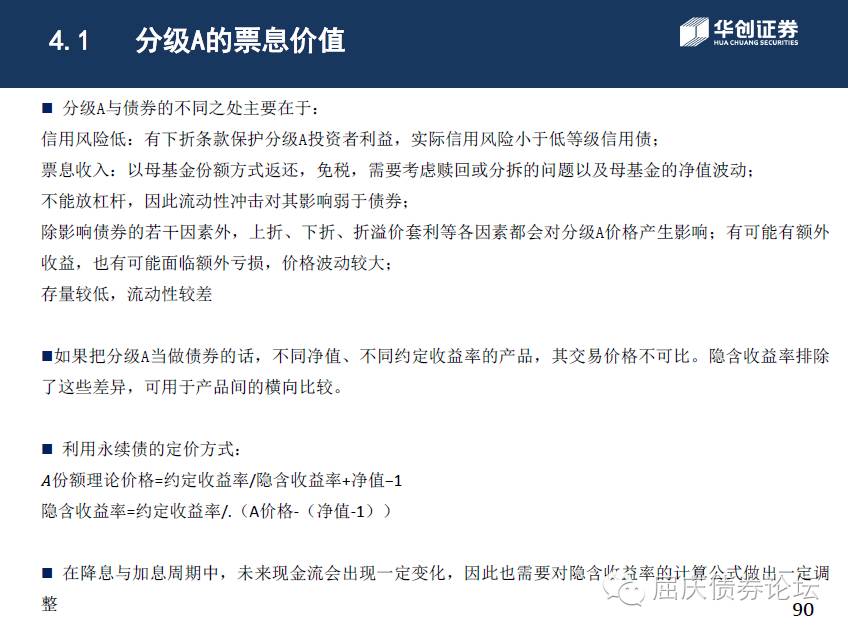 4.1 分级A的票息价值
华创证券
HUA CHUANG SECURITIES
■ 分级A与债券的不同之处主要在于：
信用风险低：有下折条款保护分级A投资者利益，实际信用风险小于低等级信用债；
票息收入：以母基金份额方式返还，免税，需要考虑赎回或分拆的问题以及母基金的净值波动；
不能放杠杆，因此流动性冲击对其影响弱于债券；
除影响债券的若干因素外，上折、下折、折溢价套利等各因素都会对分级A价格产生影响；有可能有额外
收益，也有可能面临额外亏损，价格波动较大；
存量较低，流动性较差
■如果把分级A当做债券的话，不同净值、不同约定收益率的产品，其交易价格不可比。隐含收益率排除
了这些差异，可用于产品间的横向比较。
■ 利用永续债的定价方式：
A份额理论价格=约定收益率/隐含收益率+净值−1
隐含收益率=约定收益率/.（A价格-（净值-1））
■ 在降息与加息周期中，未来现金流会出现一定变化，因此也需要对隐含收益率的计算公式做出一定调
整
屈庆债券论坛
90